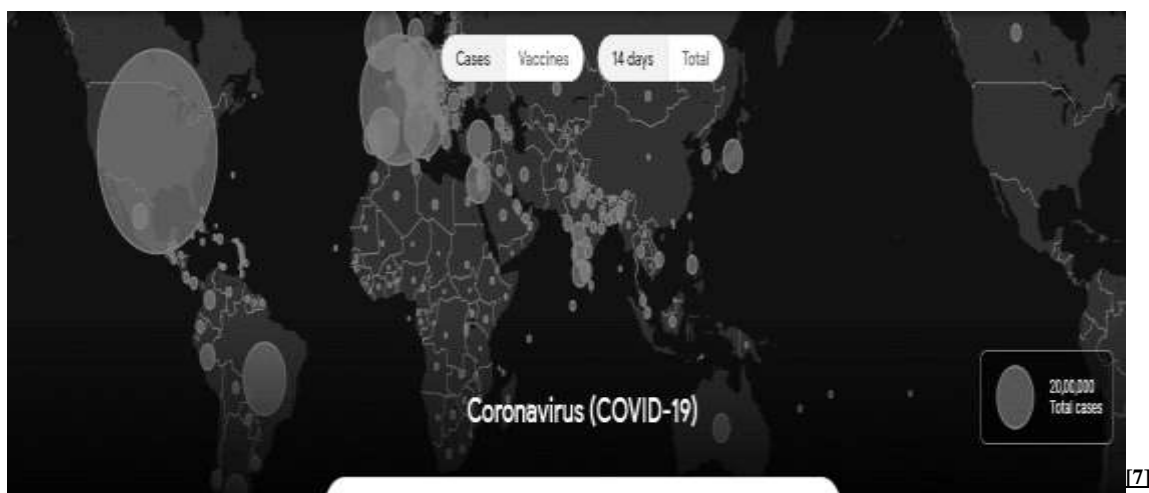 Cases Vaccines 14 days Total
Coronavirus (COVID-19)
20,00,000
Total cases
[7]